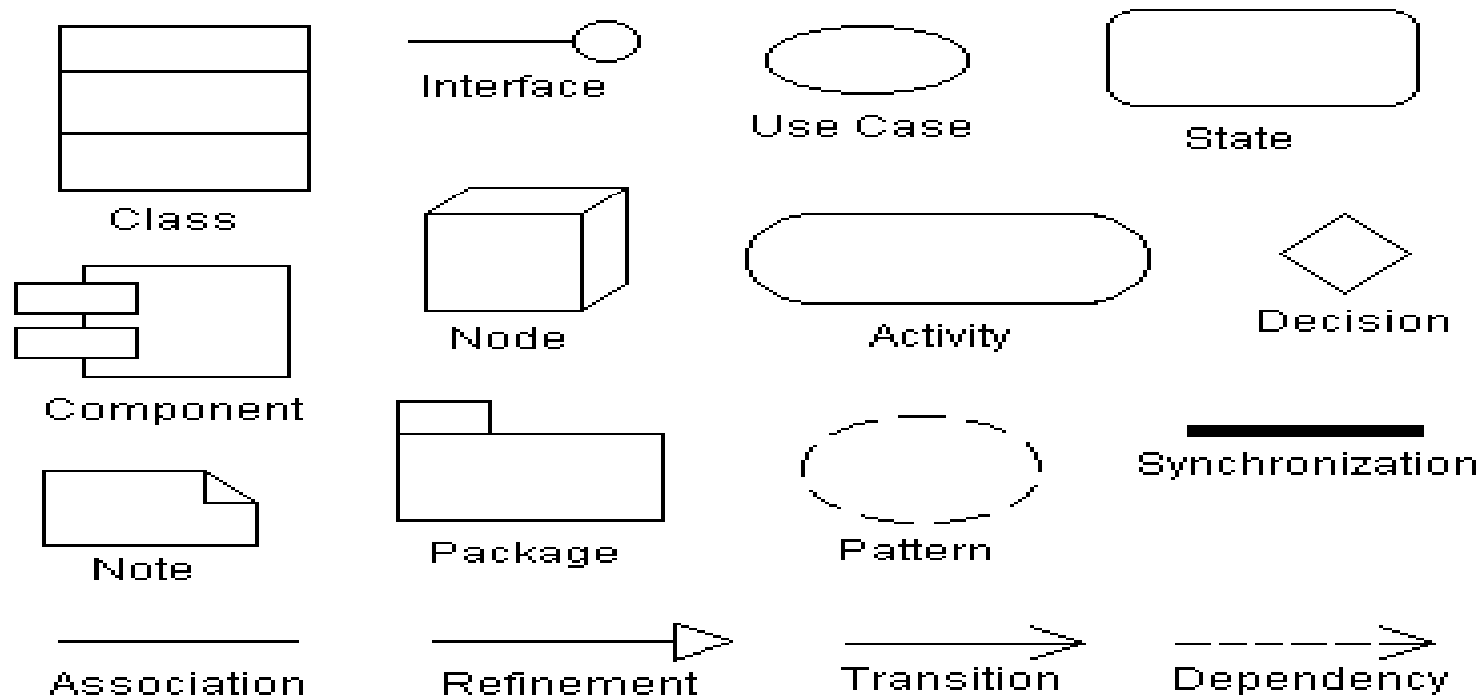 Interface
Use Case
State
Class
Node
Activity
Decision
Component
Synchronization
Note
Package
Pattern
Association
Refinement
Transition
Dependency